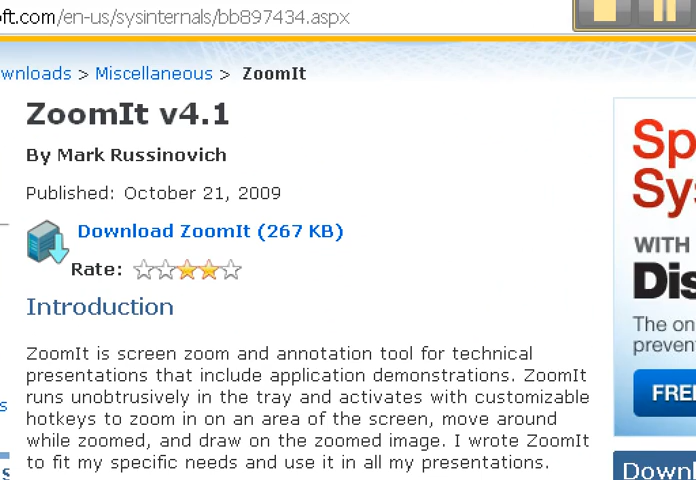 ft.com/en-us/sysinternals/bb897434.aspx
wnloads > Miscellaneous > ZoomIt
ZoomIt v4.1
By Mark Russinovich
Published: October 21, 2009
Download ZoomIt (267 KB)
Rate:
Introduction
ZoomIt is screen zoom and annotation tool for technical
presentations that include application demonstrations. ZoomIt
runs unobtrusively in the tray and activates with customizable
hotkeys to zoom in on an area of the screen, move around
while zoomed, and draw on the zoomed image. I wrote ZoomIt
to fit my specific needs and use it in all my presentations.
s
s
Sp
Sys
WITH
Dis
The on
preven
FREE
Downl